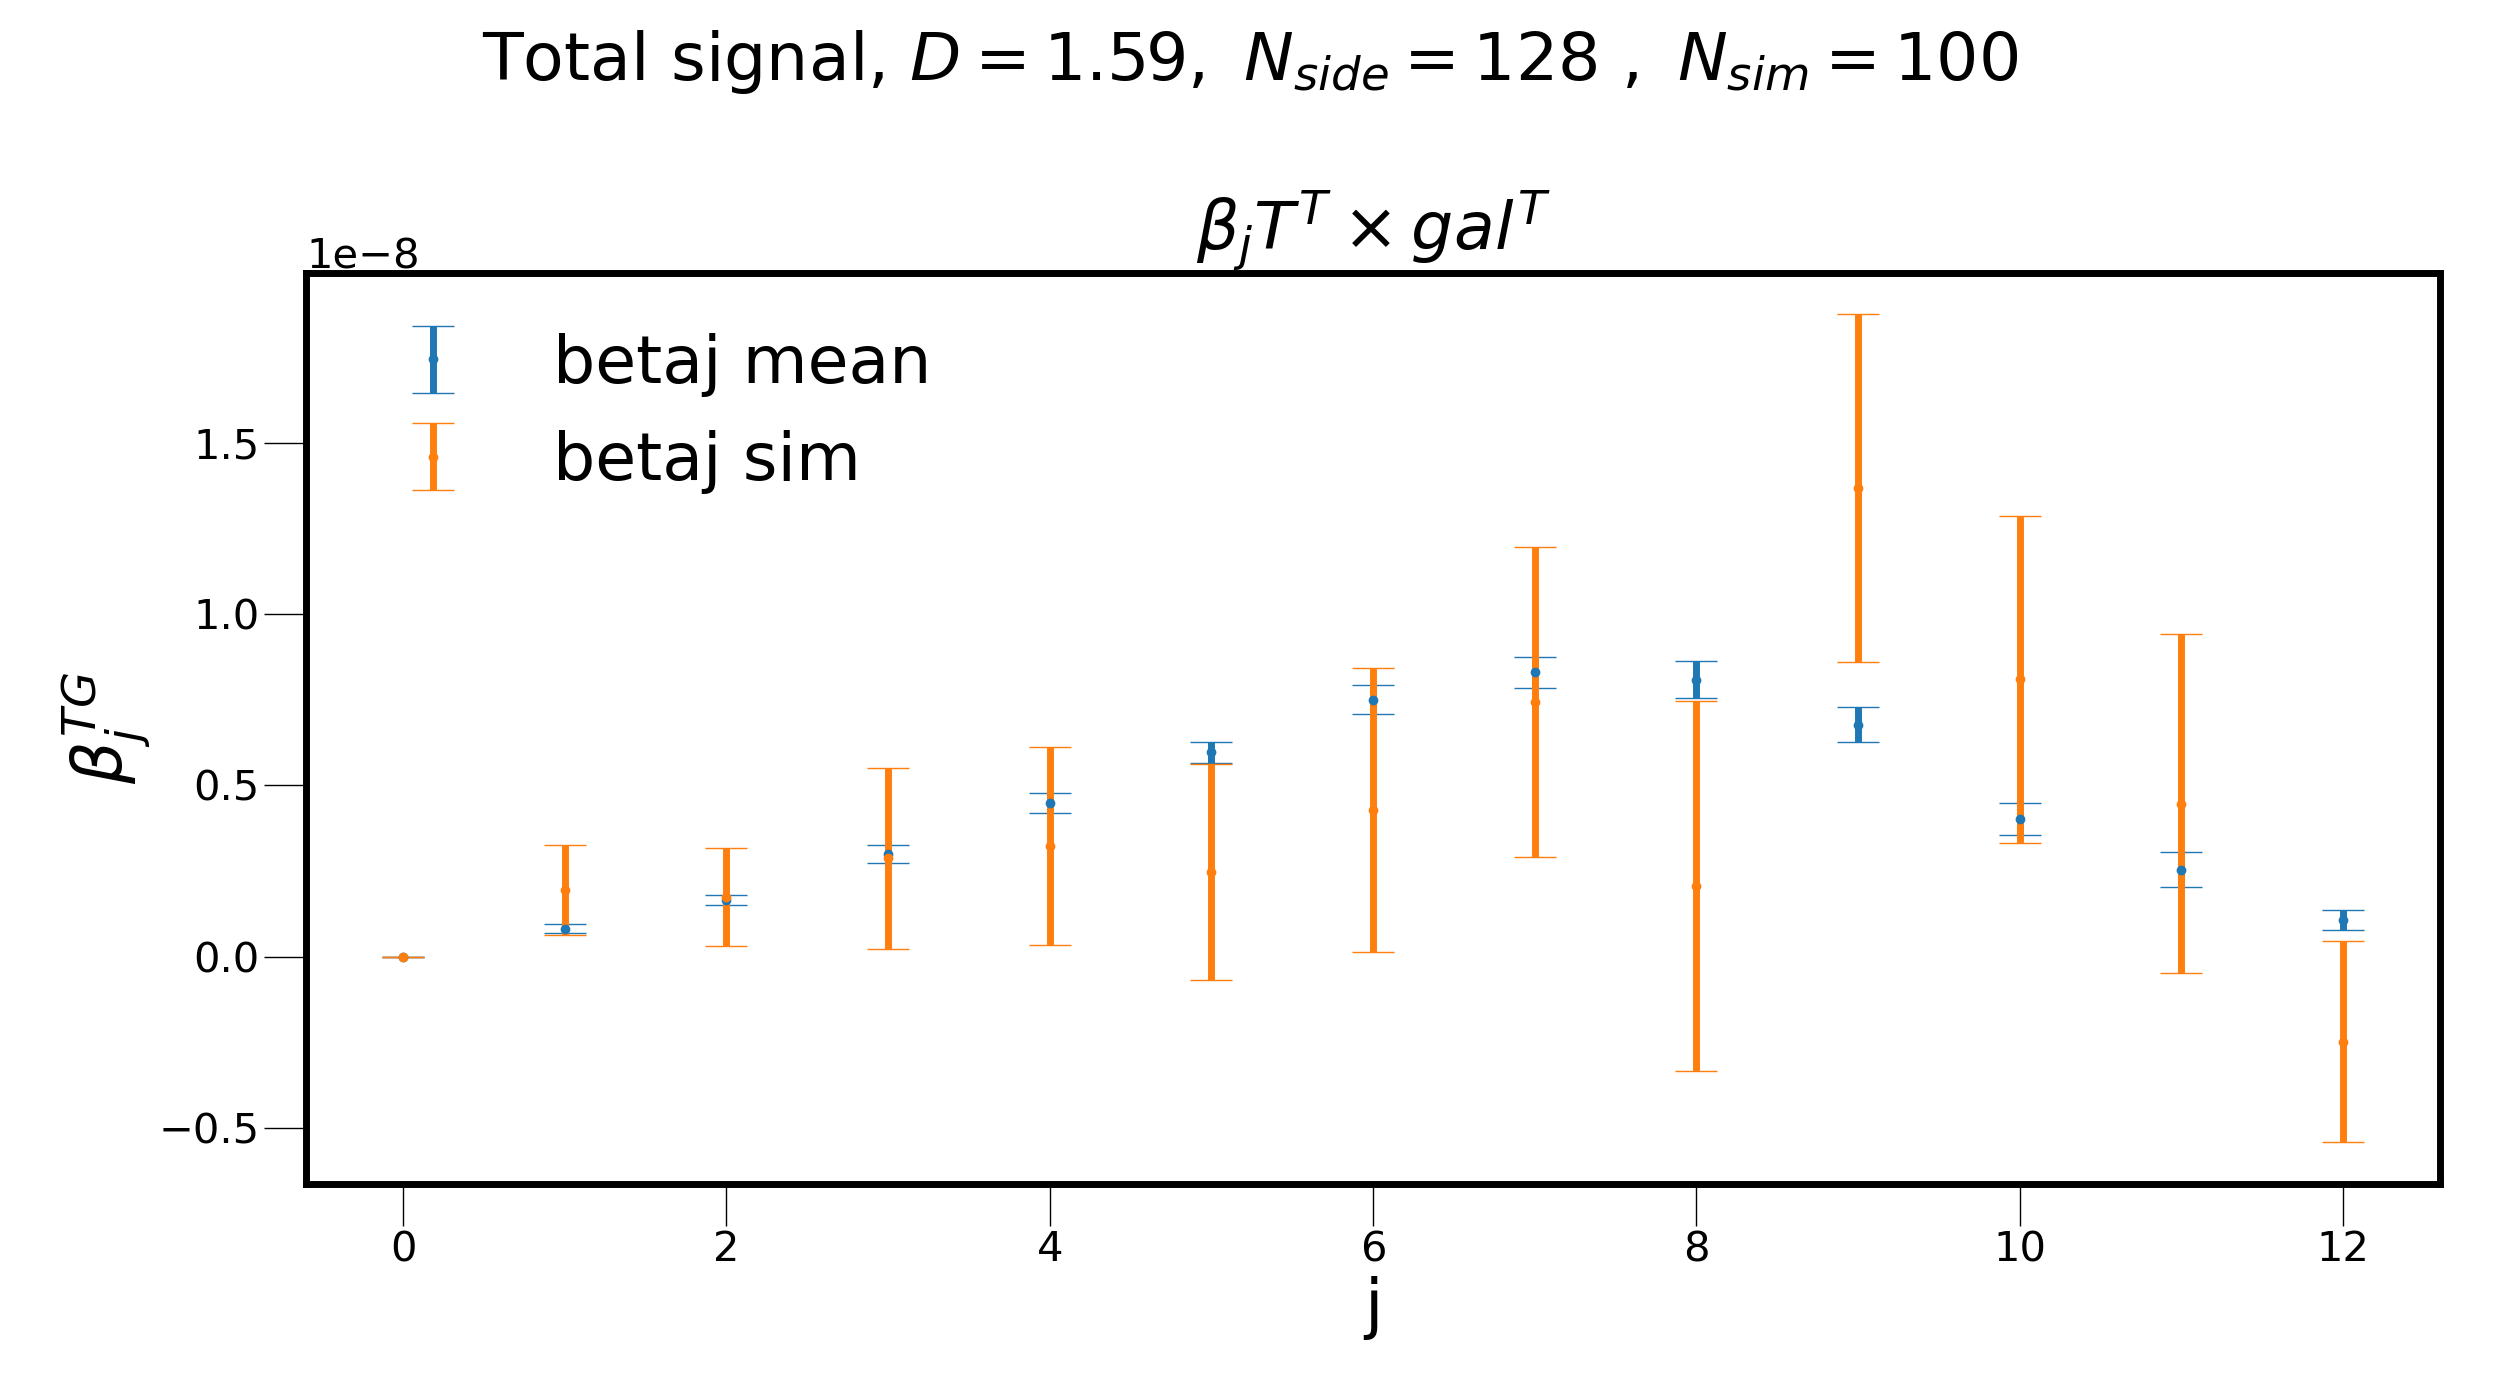 Total signal, D = 1.59, N_side = 128 , N_sim = 100
β_j T^T × gal^T
1e−8
betaj mean
betaj sim
1.5
1.0
0.5
0.0
−0.5
β_j^TG
0 2 4 6 8 10 12
j